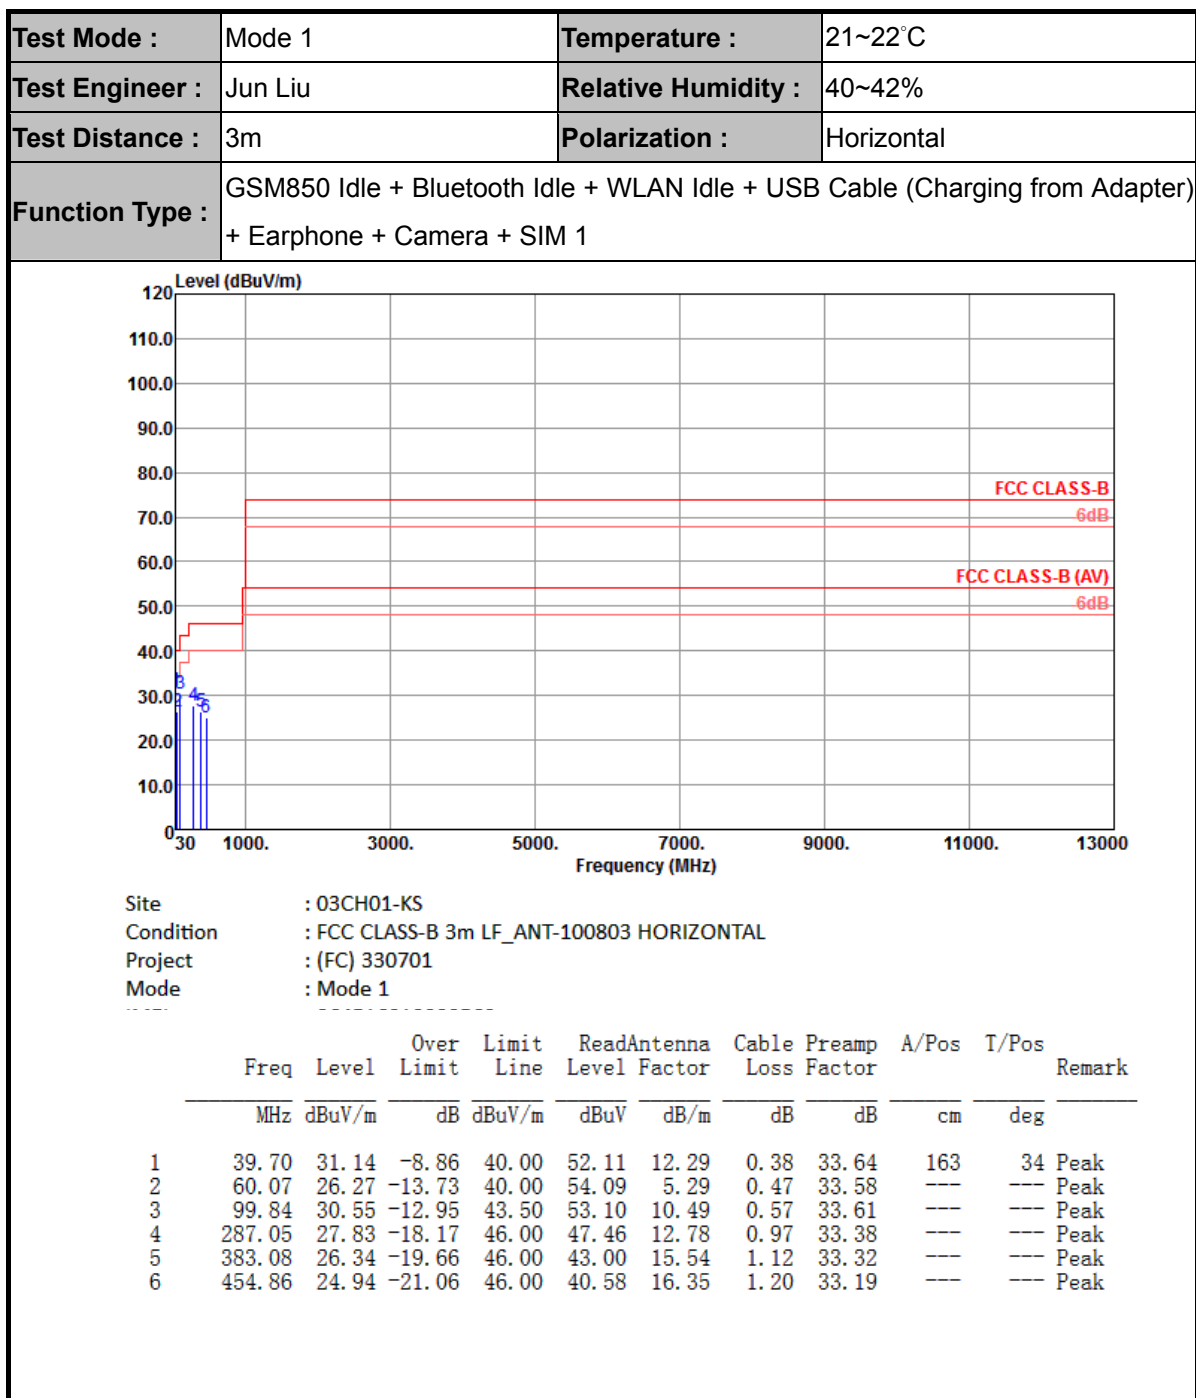 Test Mode : Mode 1 Temperature : 21~22°C
Test Engineer : Jun Liu Relative Humidity : 40~42%
Test Distance : 3m Polarization : Horizontal
Function Type : GSM850 Idle + Bluetooth Idle + WLAN Idle + USB Cable (Charging from Adapter)
+ Earphone + Camera + SIM 1
Level (dBuV/m)
120
110.0
100.0
90.0
80.0
FCC CLASS-B
70.0
-6dB
60.0
FCC CLASS-B (AV)
50.0
-6dB
40.0
3
30.0
2 4 5 6
20.0
10.0
0
30 1000. 3000. 5000. 7000. 9000. 11000. 13000
Frequency (MHz)
Site : 03CH01-KS
Condition : FCC CLASS-B 3m LF_ANT-100803 HORIZONTAL
Project : (FC) 330701
Mode : Mode 1
Over Limit ReadAntenna Cable Preamp A/Pos T/Pos
Freq Level Limit Line Level Factor Loss Factor Remark
MHz dBuV/m dB dBuV/m dBuV dB/m dB dB cm deg
1 39.70 31.14 -8.86 40.00 52.11 12.29 0.38 33.64 163 34 Peak
2 60.07 26.27 -13.73 40.00 54.09 5.29 0.47 33.58 --- --- Peak
3 99.84 30.55 -12.95 43.50 53.10 10.49 0.57 33.61 --- --- Peak
4 287.05 27.83 -18.17 46.00 47.46 12.78 0.97 33.38 --- --- Peak
5 383.08 26.34 -19.66 46.00 43.00 15.54 1.12 33.32 --- --- Peak
6 454.86 24.94 -21.06 46.00 40.58 16.35 1.20 33.19 --- --- Peak